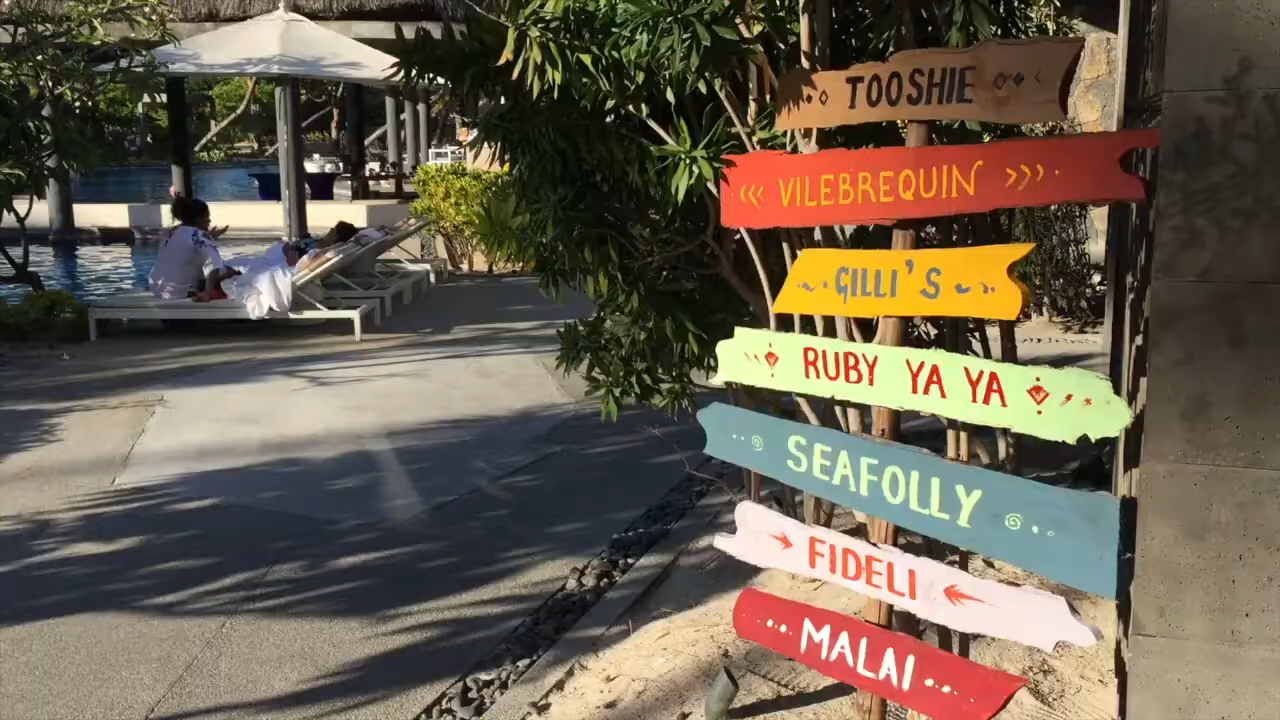 TOOSHIE
VILEBREQUIN
GILLI'S
RUBY YA YA
SEAFOLLY
FIDELI
MALAI